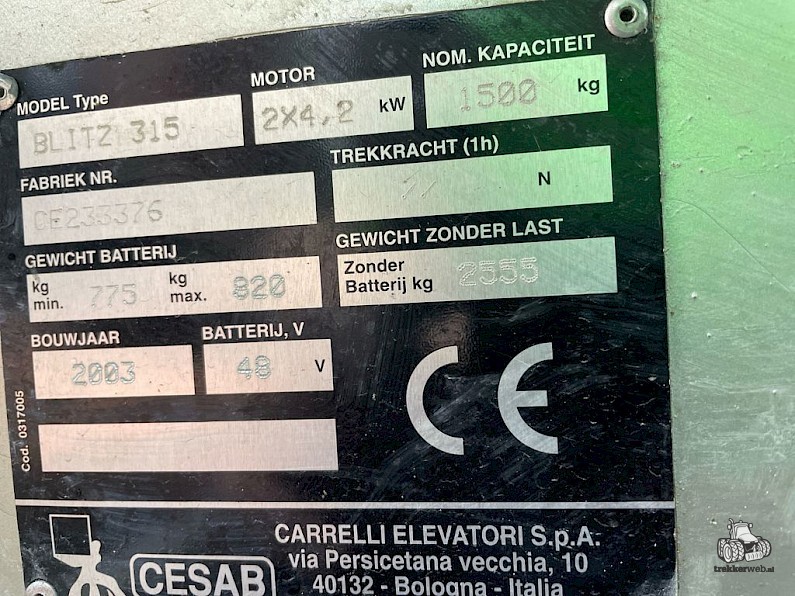 MODEL Type
BLITZ 315
MOTOR
2X4,2 kW
NOM. KAPACITEIT
1500 kg
FABRIEK NR.
CE235376
TREKKRACHT (1h)
// N
GEWICHT BATTERIJ
kg min. 775 kg max. 820
GEWICHT ZONDER LAST
Zonder
Batterij kg 2555
BOUWJAAR
2003
BATTERIJ, V
48 V
CE
Cod. 0317005
CESAB
CARRELLI ELEVATORI S.p.A.
via Persicetana vecchia, 10
40132 - Bologna - Italia
trekkerweb.nl